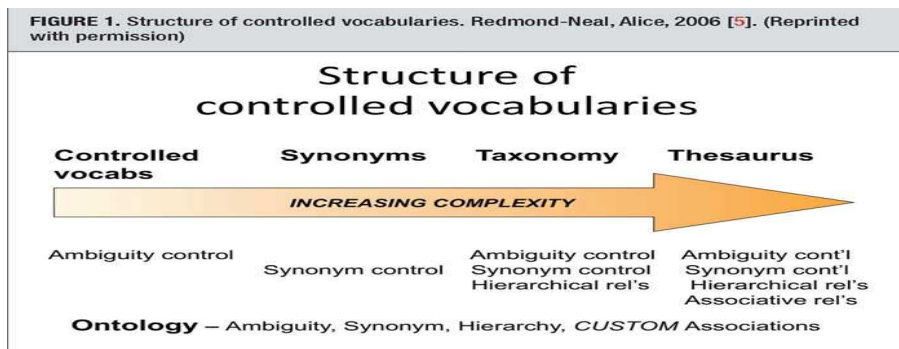 FIGURE 1. Structure of controlled vocabularies. Redmond-Neal, Alice, 2006 [5]. (Reprinted
with permission)
Structure of
controlled vocabularies
Controlled
vocabs
Synonyms
Taxonomy
Thesaurus
INCREASING COMPLEXITY
Ambiguity control
Synonym control
Ambiguity control
Synonym control
Hierarchical rel's
Ambiguity cont'l
Synonym cont'l
Hierarchical rel's
Associative rel's
Ontology – Ambiguity, Synonym, Hierarchy, CUSTOM Associations